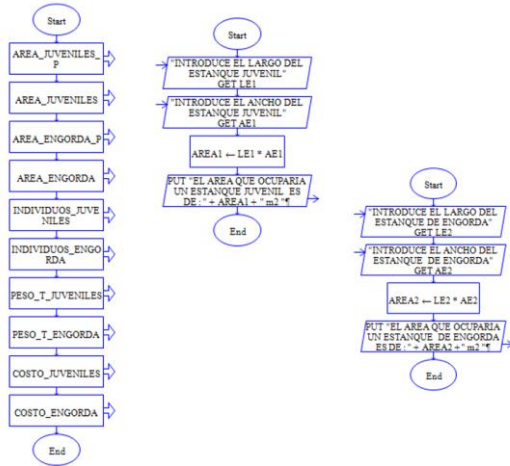 Start
AREA_JUVENILES_
P
AREA_JUVENILES
AREA_ENGORDA_P
AREA_ENGORDA
INDIVIDUOS_JUVE
NILES
INDIVIDUOS_ENGO
RDA
PESO_T_JUVENILES
PESO_T_ENGORDA
COSTO_JUVENILES
COSTO_ENGORDA
End
Start
"INTRODUCE EL LARGO DEL
ESTANQUE JUVENIL"
GET LE1
"INTRODUCE EL ANCHO DEL
ESTANQUE JUVENIL"
GET AE1
AREA1 ← LE1 * AE1
PUT "EL AREA QUE OCUPARIA
UN ESTANQUE JUVENIL ES
DE : " + AREA1 + " m2 "¶
End
Start
"INTRODUCE EL LARGO DEL
ESTANQUE DE ENGORDA"
GET LE2
"INTRODUCE EL ANCHO DEL
ESTANQUE DE ENGORDA"
GET AE2
AREA2 ← LE2 * AE2
PUT "EL AREA QUE OCUPARIA
UN ESTANQUE DE ENGORDA
ES DE : " + AREA2 + " m2 "¶
End